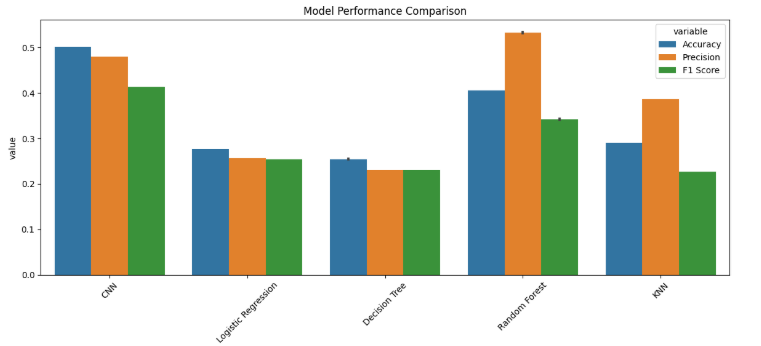 Model Performance Comparison
variable
Accuracy
Precision
F1 Score
value
0.5
0.4
0.3
0.2
0.1
0.0
CNN
Logistic Regression
Decision Tree
Random Forest
KNN